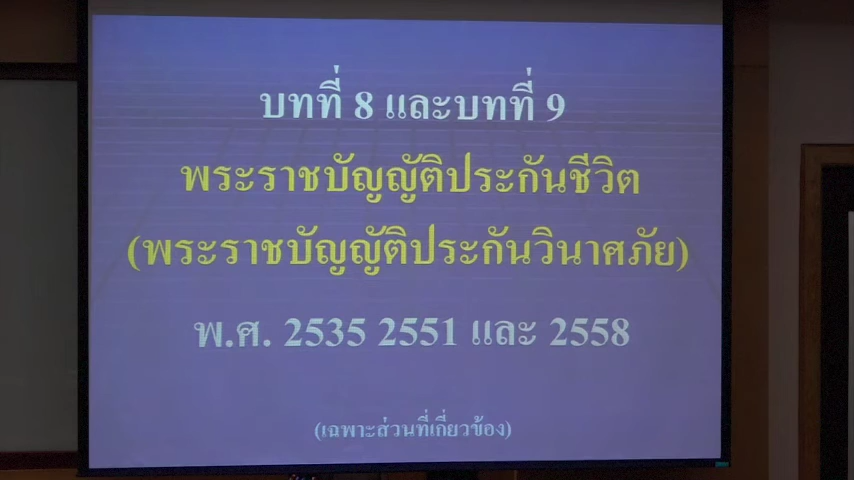 บทที่ 8 และบทที่ 9
พระราชบัญญัติประกันชีวิต
(พระราชบัญญัติประกันวินาศภัย)
พ.ศ. 2535 2551 และ 2558
(เฉพาะส่วนที่เกี่ยวข้อง)